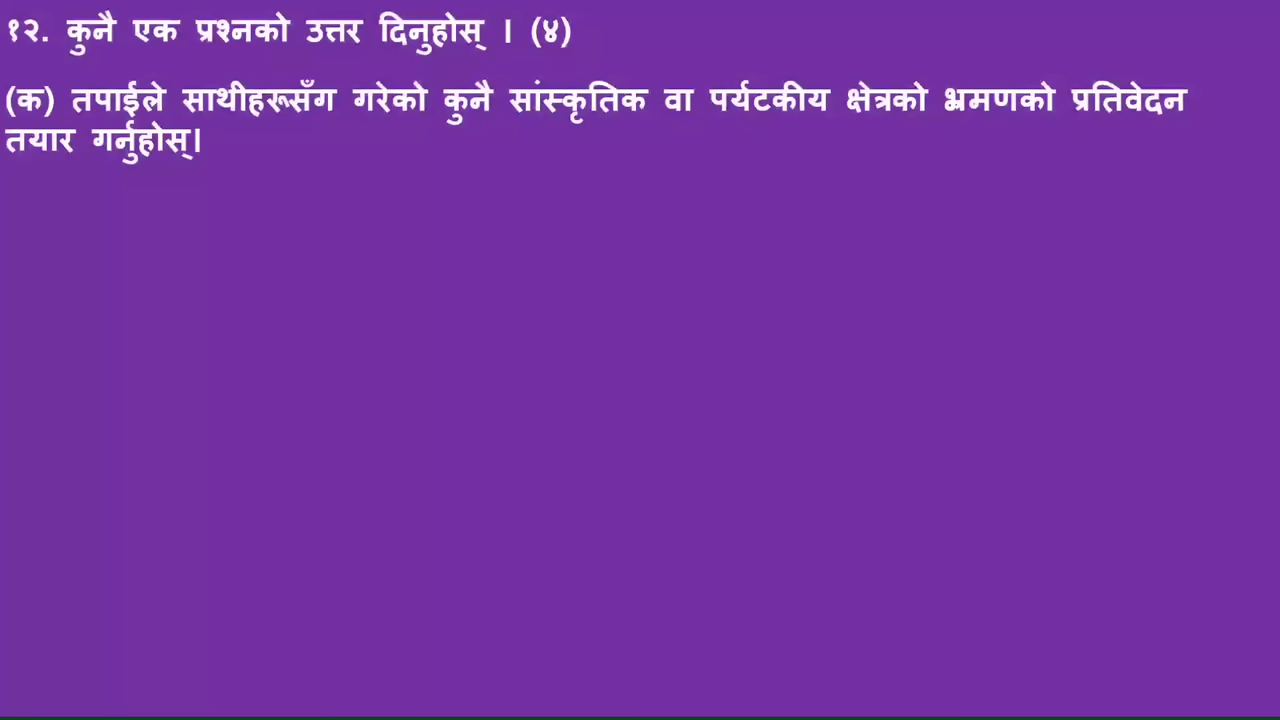 १२. कुनै एक प्रश्नको उत्तर दिनुहोस् । (४)
(क) तपाईले साथीहरूसँग गरेको कुनै सांस्कृतिक वा पर्यटकीय क्षेत्रको भ्रमणको प्रतिवेदन
तयार गर्नुहोस्।